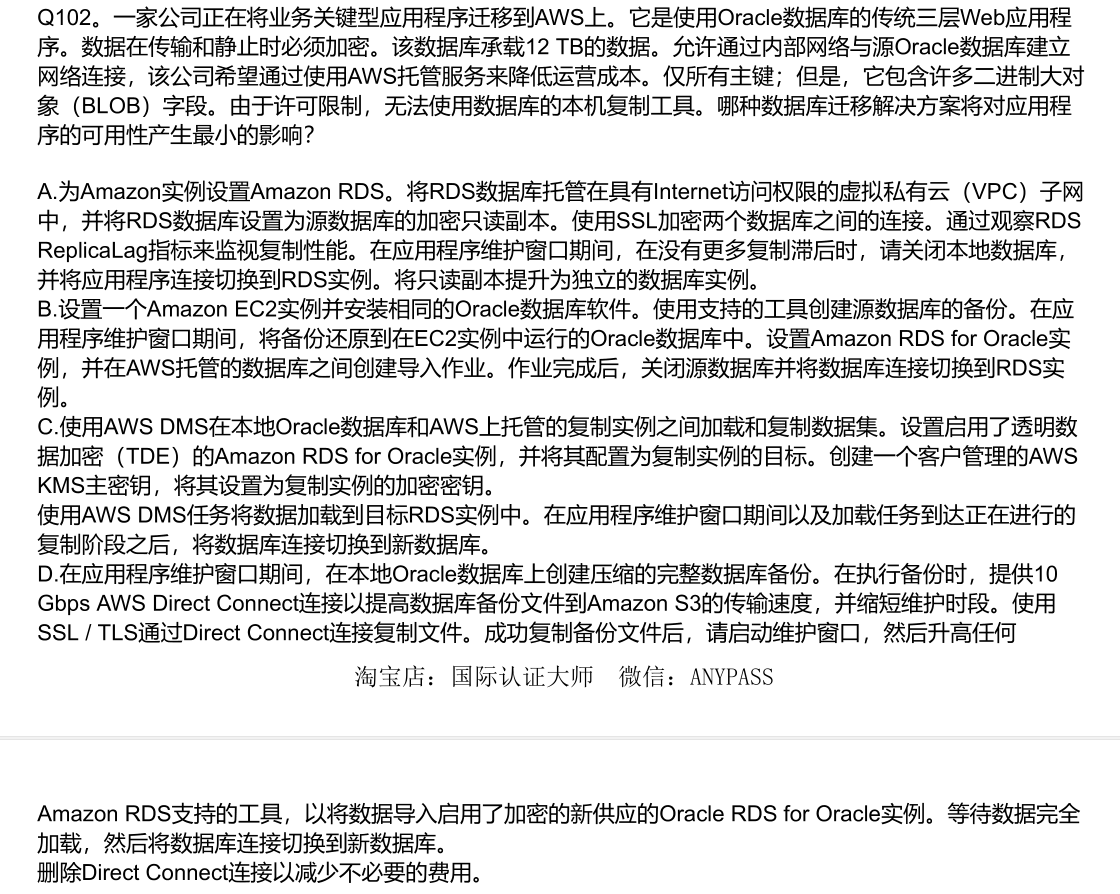 Q102。一家公司正在将业务关键型应用程序迁移到AWS上。它是使用Oracle数据库的传统三层Web应用程
序。数据在传输和静止时必须加密。该数据库承载12 TB的数据。允许通过内部网络与源Oracle数据库建立
网络连接，该公司希望通过使用AWS托管服务来降低运营成本。仅所有主键；但是，它包含许多二进制大对
象（BLOB）字段。由于许可限制，无法使用数据库的本机复制工具。哪种数据库迁移解决方案将对应用程
序的可用性产生最小的影响？
A.为Amazon实例设置Amazon RDS。将RDS数据库托管在具有Internet访问权限的虚拟私有云（VPC）子网
中，并将RDS数据库设置为源数据库的加密只读副本。使用SSL加密两个数据库之间的连接。通过观察RDS
ReplicaLag指标来监视复制性能。在应用程序维护窗口期间，在没有更多复制滞后时，请关闭本地数据库，
并将应用程序连接切换到RDS实例。将只读副本提升为独立的数据库实例。
B.设置一个Amazon EC2实例并安装相同的Oracle数据库软件。使用支持的工具创建源数据库的备份。在应
用程序维护窗口期间，将备份还原到在EC2实例中运行的Oracle数据库中。设置Amazon RDS for Oracle实
例，并在AWS托管的数据库之间创建导入作业。作业完成后，关闭源数据库并将数据库连接切换到RDS实
例。
C.使用AWS DMS在本地Oracle数据库和AWS上托管的复制实例之间加载和复制数据集。设置启用了透明数
据加密（TDE）的Amazon RDS for Oracle实例，并将其配置为复制实例的目标。创建一个客户管理的AWS
KMS主密钥，将其设置为复制实例的加密密钥。
使用AWS DMS任务将数据加载到目标RDS实例中。在应用程序维护窗口期间以及加载任务到达正在进行的
复制阶段之后，将数据库连接切换到新数据库。
D.在应用程序维护窗口期间，在本地Oracle数据库上创建压缩的完整数据库备份。在执行备份时，提供10
Gbps AWS Direct Connect连接以提高数据库备份文件到Amazon S3的传输速度，并缩短维护时段。使用
SSL / TLS通过Direct Connect连接复制文件。成功复制备份文件后，请启动维护窗口，然后升高任何
淘宝店：国际认证大师 微信：ANYPASS
Amazon RDS支持的工具，以将数据导入启用了加密的新供应的Oracle RDS for Oracle实例。等待数据完全
加载，然后将数据库连接切换到新数据库。
删除Direct Connect连接以减少不必要的费用。